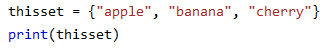 thisset = {"apple", "banana", "cherry"}
print(thisset)